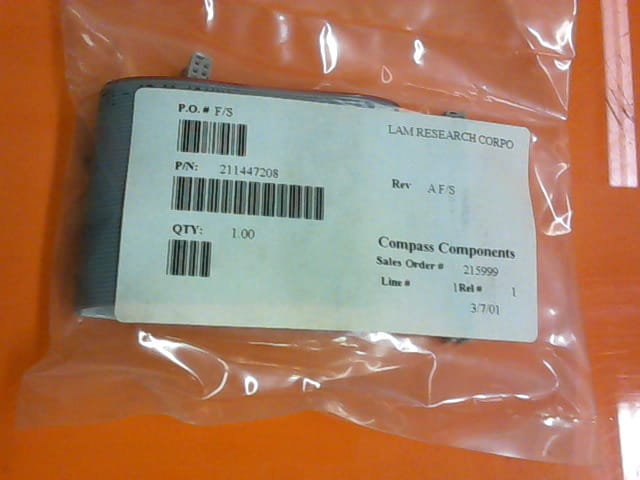 P.O. # F/S
LAM RESEARCH CORPO
P/N: 211447208
Rev A F/S
QTY: 1.00
Compass Components
Sales Order # 215999
Line # 1 Rel # 1
3/7/01